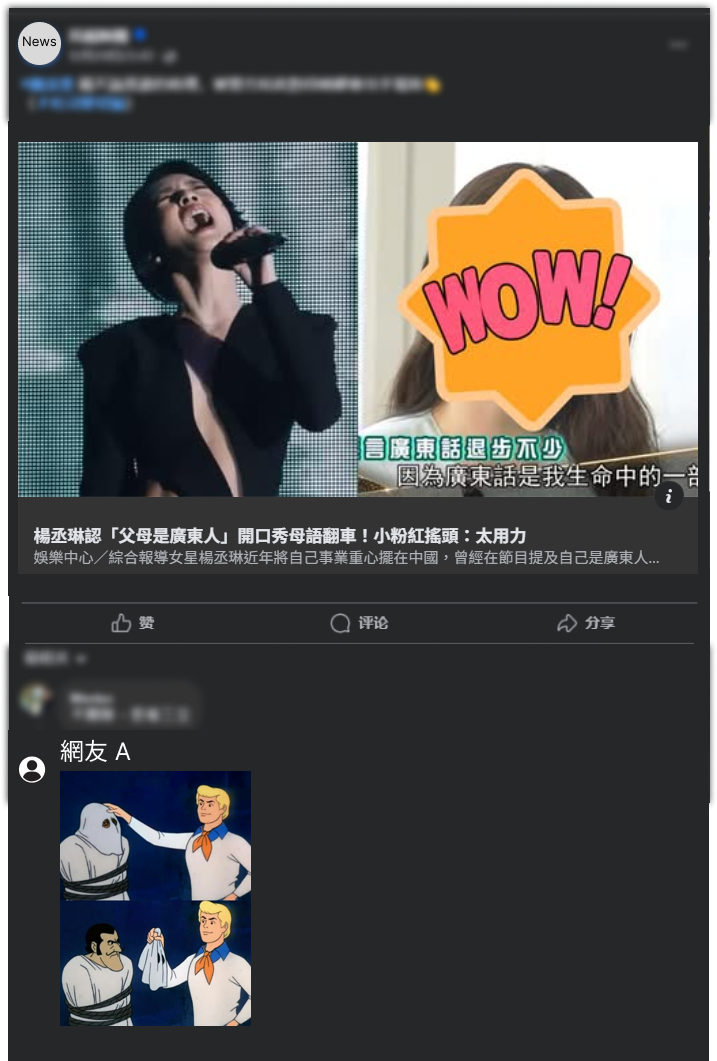 News
WOW!
言廣東話退步不少
因為廣東話是我生命中的一部
i
楊丞琳認「父母是廣東人」開口秀母語翻車！小粉紅搖頭：太用力
娛樂中心／綜合報導女星楊丞琳近年將自己事業重心擺在中國，曾經在節目提及自己是廣東人...
赞 评论 分享
網友 A